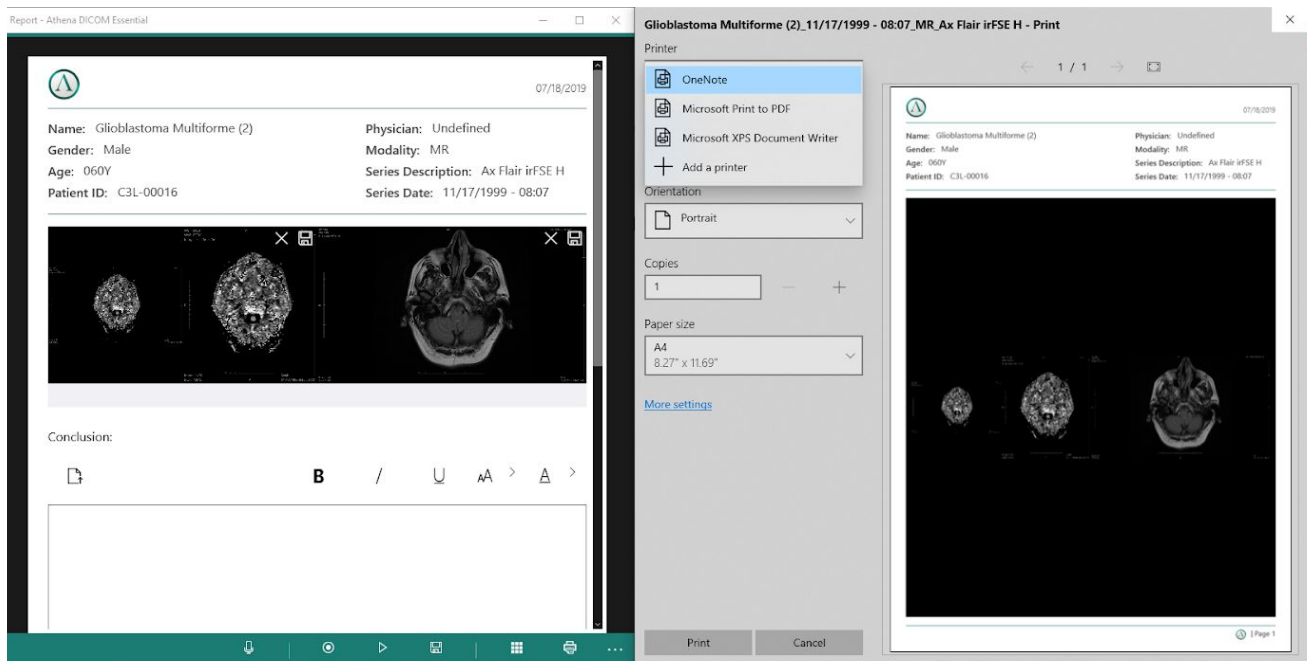 Report - Athena DICOM Essential
07/18/2019
Name: Glioblastoma Multiforme (2)
Physician: Undefined
Gender: Male
Modality: MR
Age: 060Y
Series Description: Ax Flair irFSE H
Patient ID: C3L-00016
Series Date: 11/17/1999 - 08:07
Conclusion:
B
I
U
AA
A
Glioblastoma Multiforme (2)_11/17/1999 - 08:07_MR_Ax Flair irFSE H - Print
Printer
OneNote
Microsoft Print to PDF
Microsoft XPS Document Writer
Add a printer
Orientation
Portrait
Copies
1
Paper size
A4
8.27" x 11.69"
More settings
Print
Cancel
1 / 1
07/18/2019
Name: Glioblastoma Multiforme (2)
Physician: Undefined
Gender: Male
Modality: MR
Age: 060Y
Series Description: Ax Flair irFSE H
Patient ID: C3L-00016
Series Date: 11/17/1999 - 08:07
| Page 1